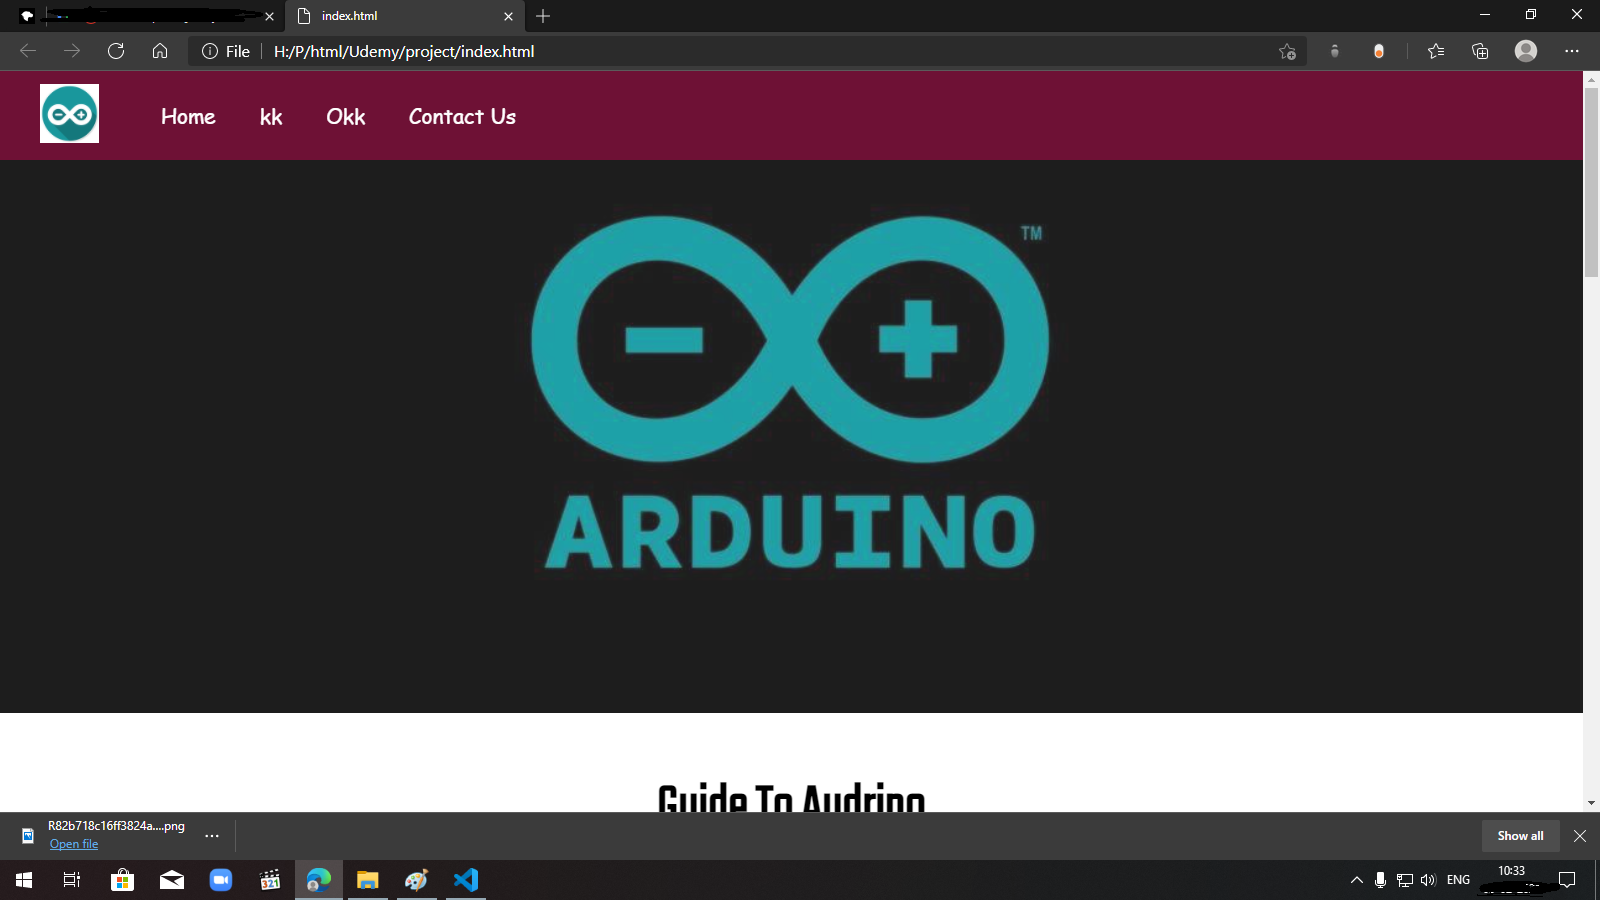 index.html
File
H:/P/html/Udemy/project/index.html
Home kk Okk Contact Us
TM
ARDUINO
Guide To Audrino
R82b718c16ff3824a....png
Open file
Show all
321
ENG
10:33